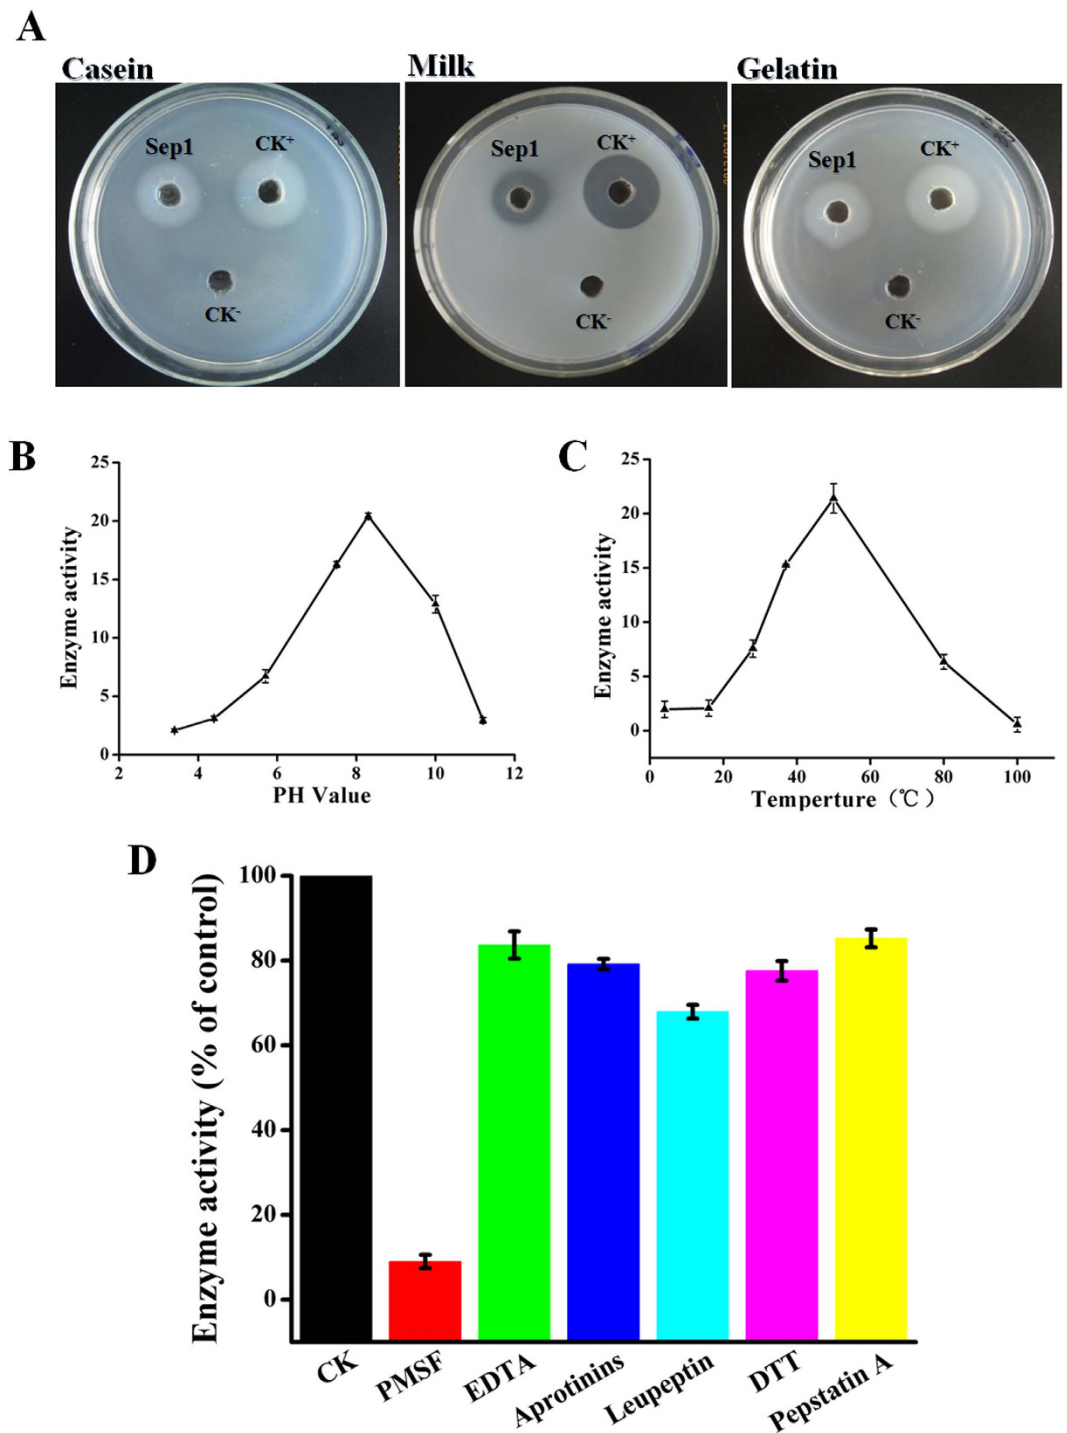 A
Casein
Milk
Gelatin
Sep1
CK+
CK-
Sep1
CK+
CK-
Sep1
CK+
CK-
B
Enzyme activity
25
20
15
10
5
0
2 4 6 8 10 12
PH Value
C
Enzyme activity
25
20
15
10
5
0
0 20 40 60 80 100
Temperture（℃）
D
Enzyme activity (% of control)
100
80
60
40
20
0
CK
PMSF
EDTA
Aprotinins
Leupeptin
DTT
Pepstatin A